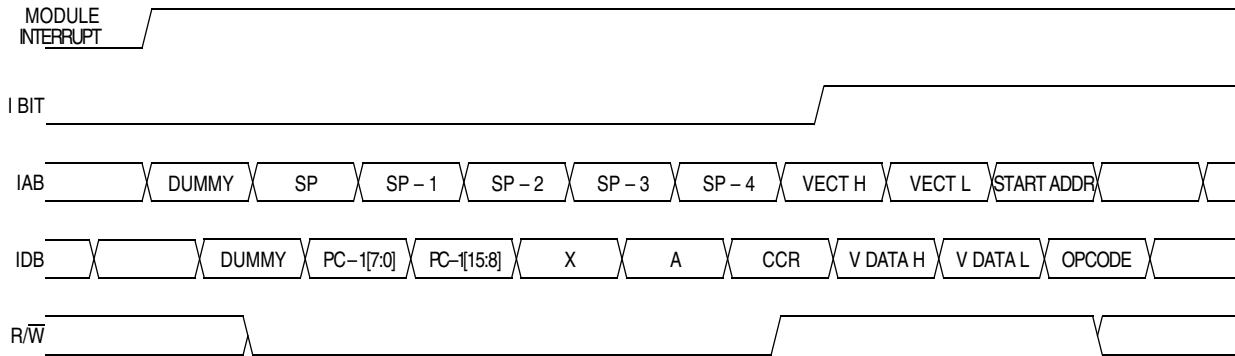 MODULE
INTERRUPT
I BIT
IAB DUMMY SP SP – 1 SP – 2 SP – 3 SP – 4 VECT H VECT L START ADDR
IDB DUMMY PC – 1[7:0] PC–1[15:8] X A CCR V DATA H V DATA L OPCODE
R/W̅